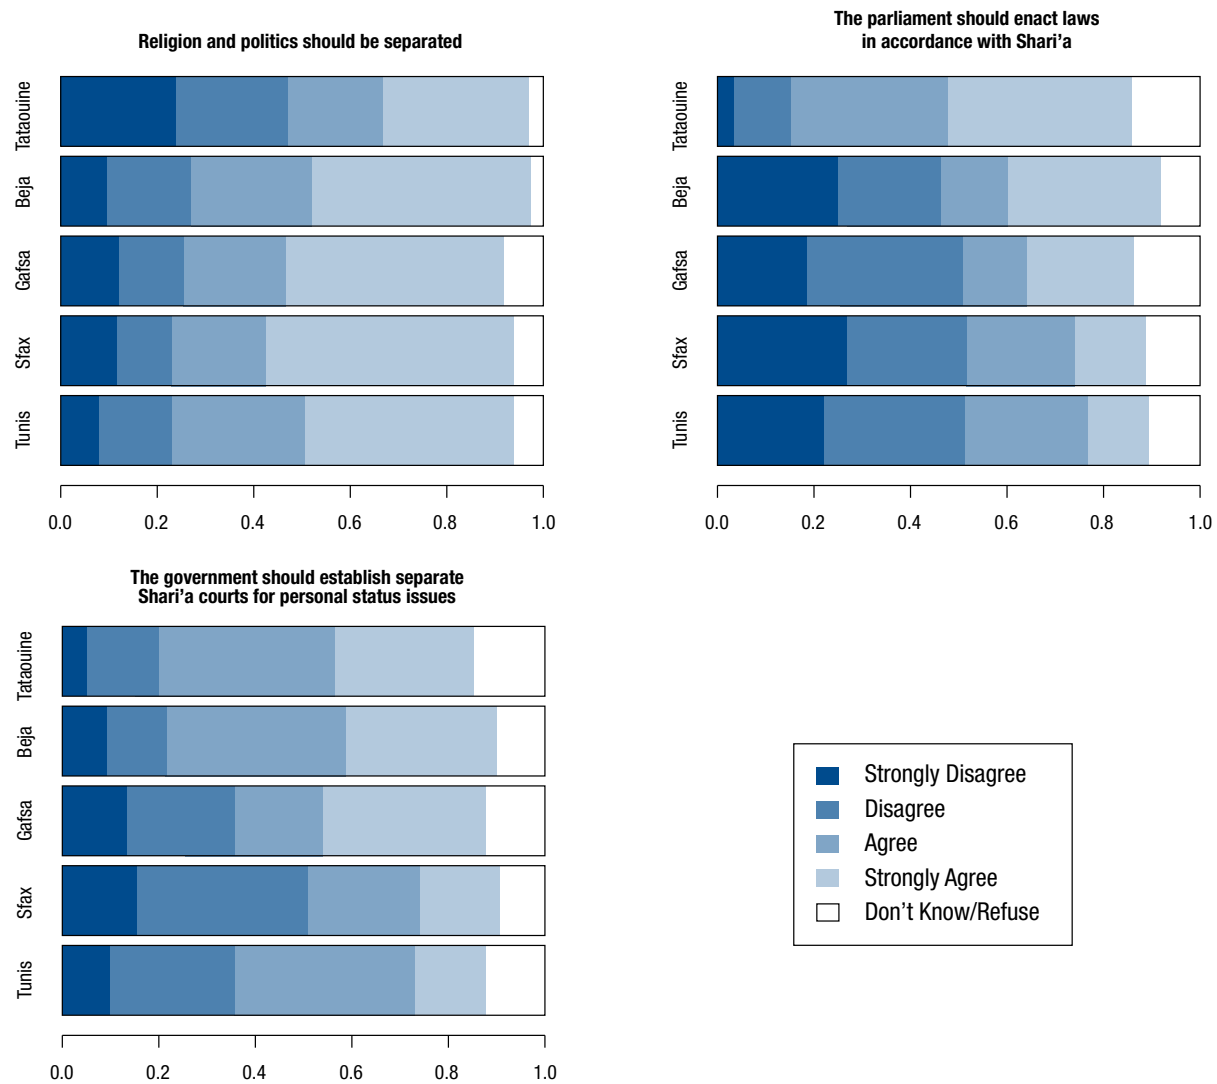 Religion and politics should be separated
Tataouine
Beja
Gafsa
Sfax
Tunis
0.0 0.2 0.4 0.6 0.8 1.0
The parliament should enact laws
in accordance with Shari’a
Tataouine
Beja
Gafsa
Sfax
Tunis
0.0 0.2 0.4 0.6 0.8 1.0
The government should establish separate
Shari’a courts for personal status issues
Tataouine
Beja
Gafsa
Sfax
Tunis
0.0 0.2 0.4 0.6 0.8 1.0
Strongly Disagree
Disagree
Agree
Strongly Agree
Don’t Know/Refuse